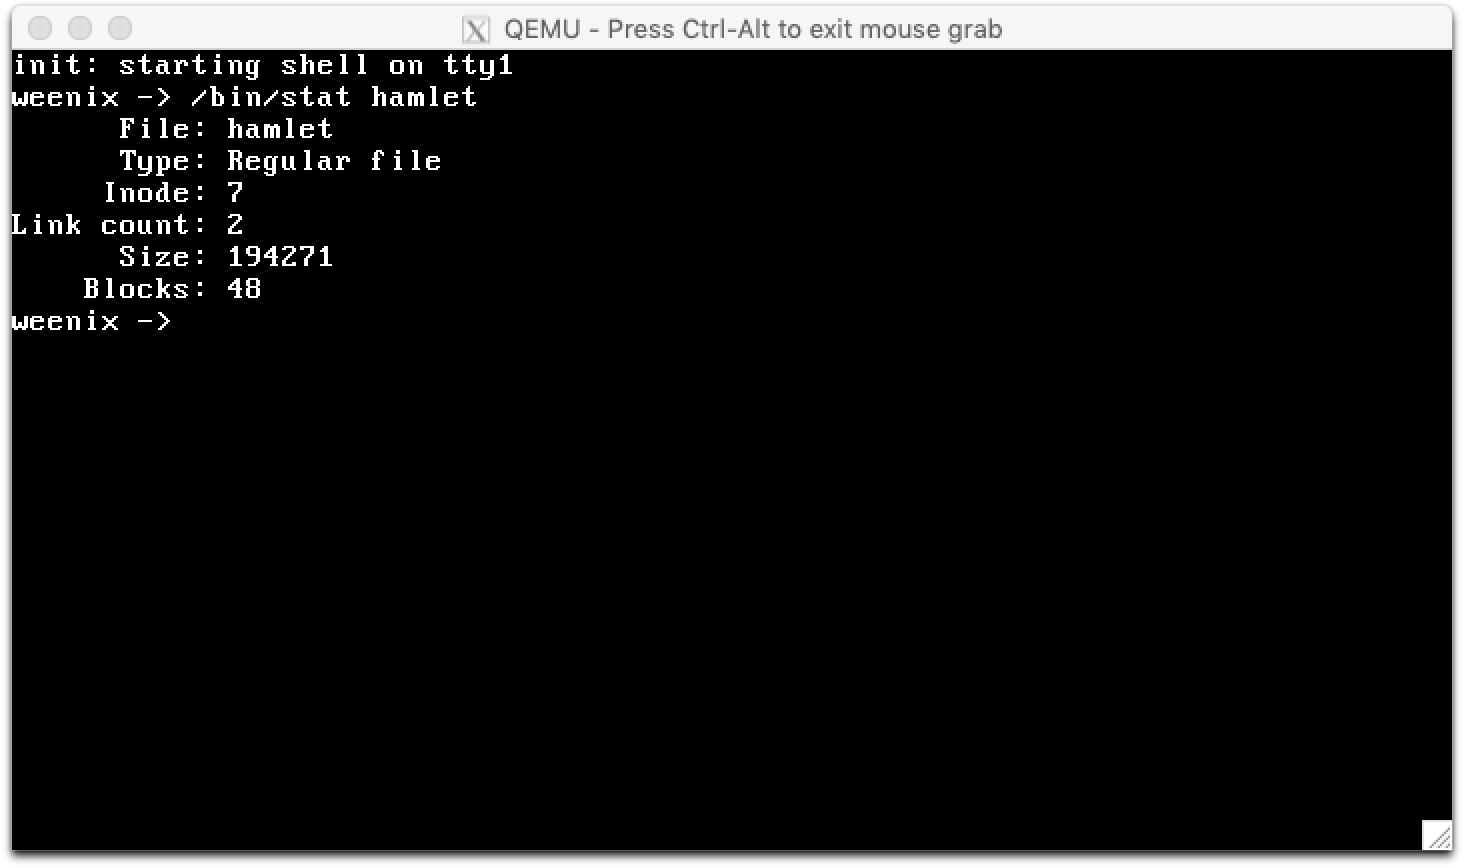 QEMU - Press Ctrl-Alt to exit mouse grab
init: starting shell on tty1
weenix -> /bin/stat hamlet
File: hamlet
Type: Regular file
Inode: 7
Link count: 2
Size: 194271
Blocks: 48
weenix ->